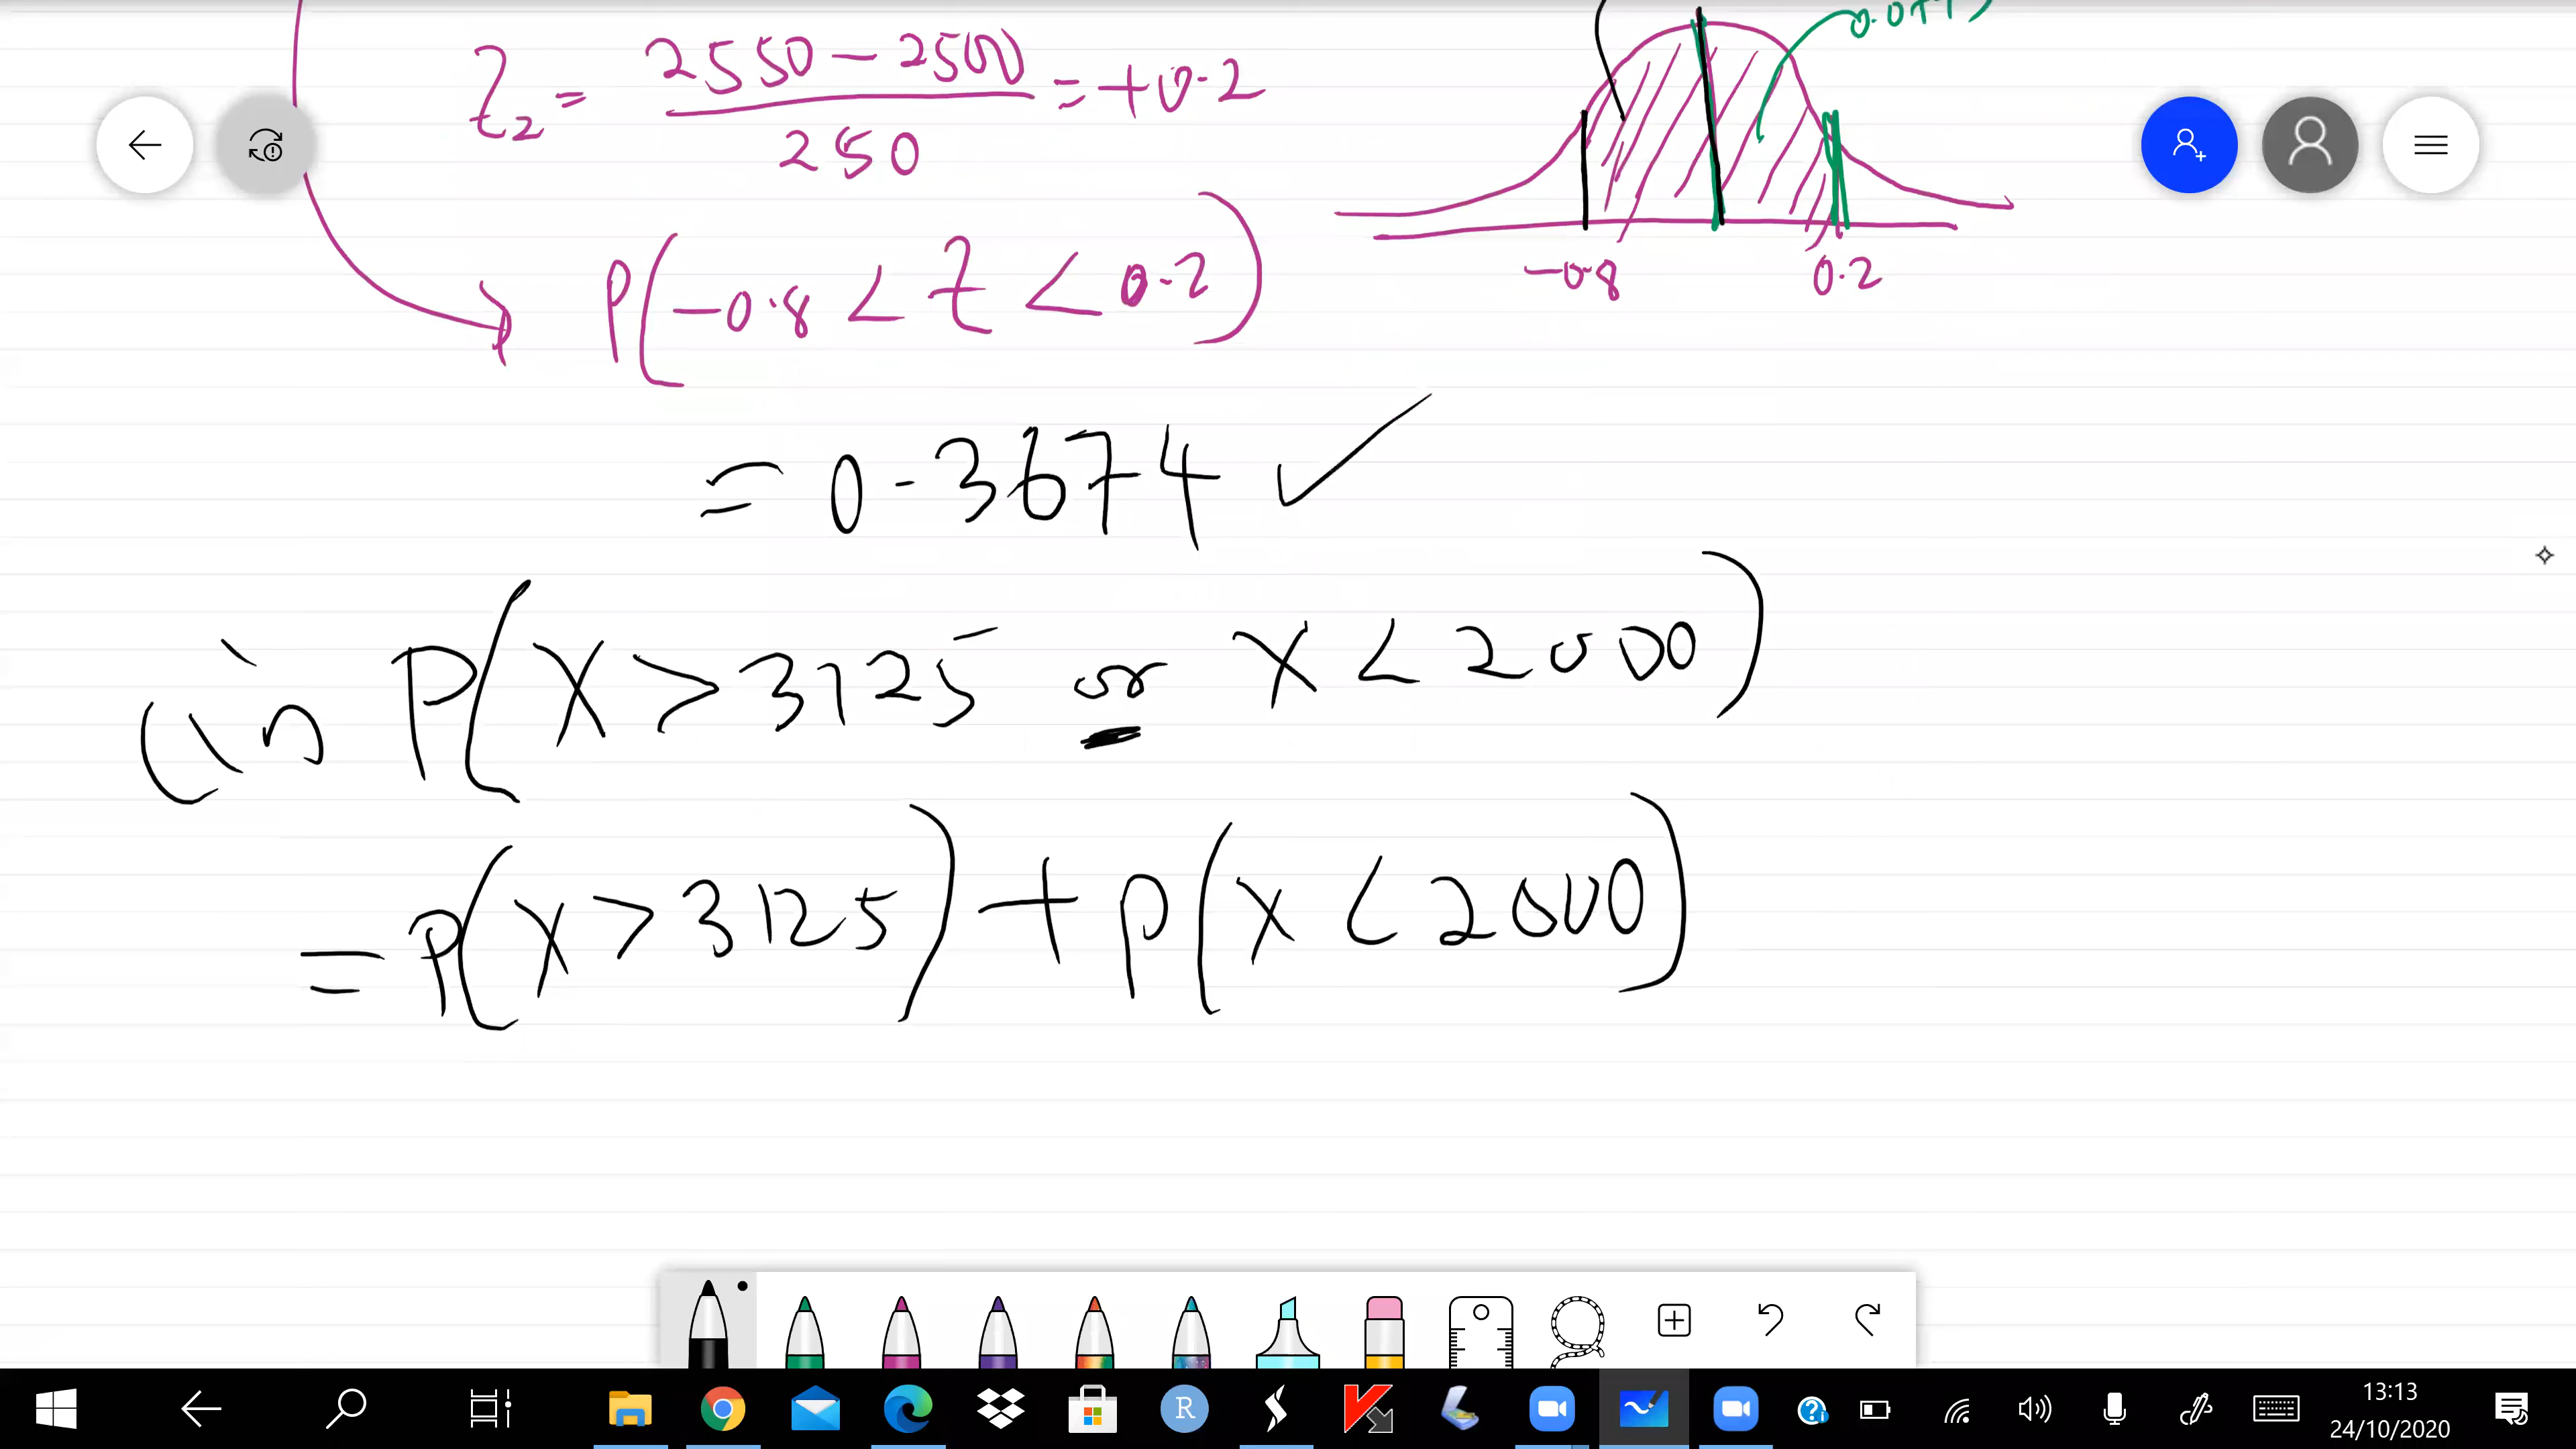 Z₂ = (2550 − 2500) / 250 = +0.2
P(−0.8 < Z < 0.2)
−0.8
0.2
= 0.3674 ✓
P(X > 3125 or X < 2000)
= P(X > 3125) + P(X < 2000)
R
13:13
24/10/2020